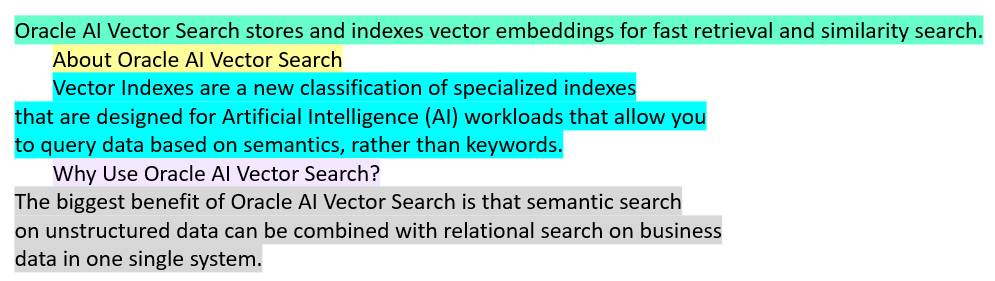 Oracle AI Vector Search stores and indexes vector embeddings for fast retrieval and similarity search.
About Oracle AI Vector Search
Vector Indexes are a new classification of specialized indexes
that are designed for Artificial Intelligence (AI) workloads that allow you
to query data based on semantics, rather than keywords.
Why Use Oracle AI Vector Search?
The biggest benefit of Oracle AI Vector Search is that semantic search
on unstructured data can be combined with relational search on business
data in one single system.